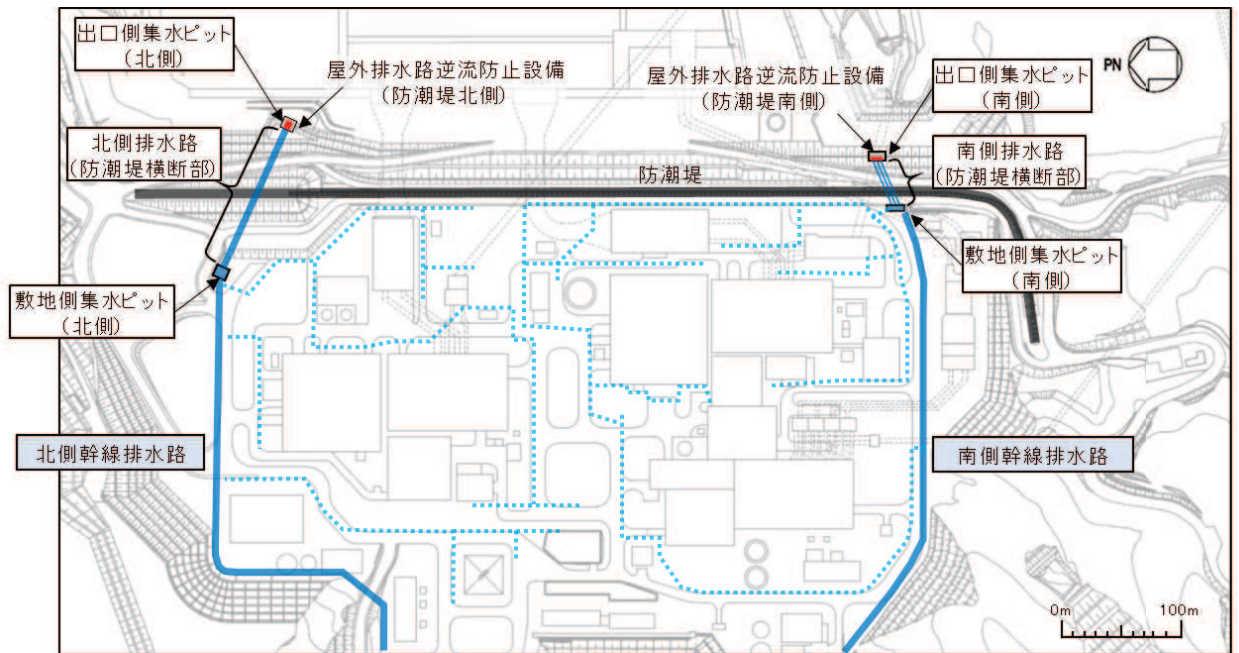 出口側集水ピット
(北側)
屋外排水路逆流防止設備
(防潮堤北側)
屋外排水路逆流防止設備
(防潮堤南側)
出口側集水ピット
(南側)
PN
北側排水路
(防潮堤横断部)
防潮堤
南側排水路
(防潮堤横断部)
敷地側集水ピット
(北側)
敷地側集水ピット
(南側)
北側幹線排水路
南側幹線排水路
0m
100m